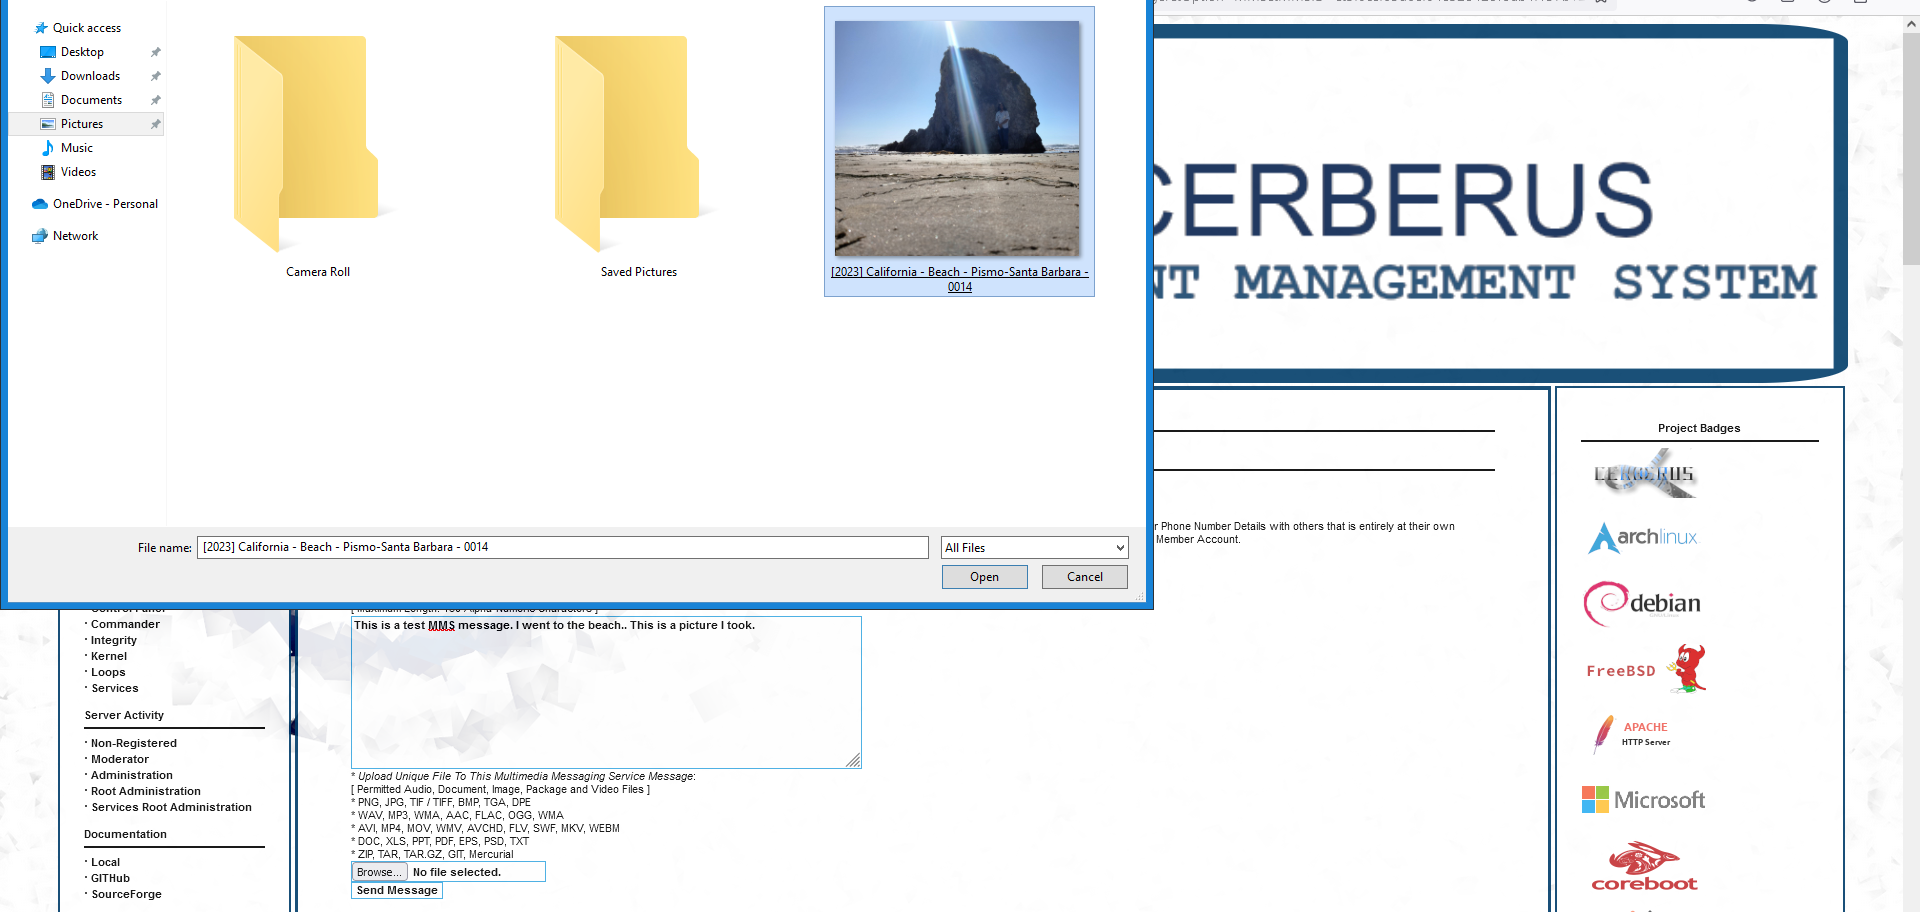 Quick access
Desktop
Downloads
Documents
Pictures
Music
Videos
OneDrive - Personal
Network
Camera Roll
Saved Pictures
[2023] California - Beach - Pismo-Santa Barbara -
0014
File name:
[2023] California - Beach - Pismo-Santa Barbara - 0014
All Files
Open
Cancel
CERBERUS
NT MANAGEMENT SYSTEM
r Phone Number Details with others that is entirely at their own
Member Account.
· Commander
· Integrity
· Kernel
· Loops
· Services
Server Activity
· Non-Registered
· Moderator
· Administration
· Root Administration
· Services Root Administration
Documentation
· Local
· GITHub
· SourceForge
This is a test MMS message. I went to the beach.. This is a picture I took.
* Upload Unique File To This Multimedia Messaging Service Message:
[ Permitted Audio, Document, Image, Package and Video Files ]
* PNG, JPG, TIF / TIFF, BMP, TGA, DPE
* WAV, MP3, WMA, AAC, FLAC, OGG, WMA
* AVI, MP4, MOV, WMV, AVCHD, FLV, SWF, MKV, WEBM
* DOC, XLS, PPT, PDF, EPS, PSD, TXT
* ZIP, TAR, TAR.GZ, GIT, Mercurial
Browse... No file selected.
Send Message
Project Badges
CERBERUS
archlinux
debian
FreeBSD
APACHE
HTTP Server
Microsoft
coreboot